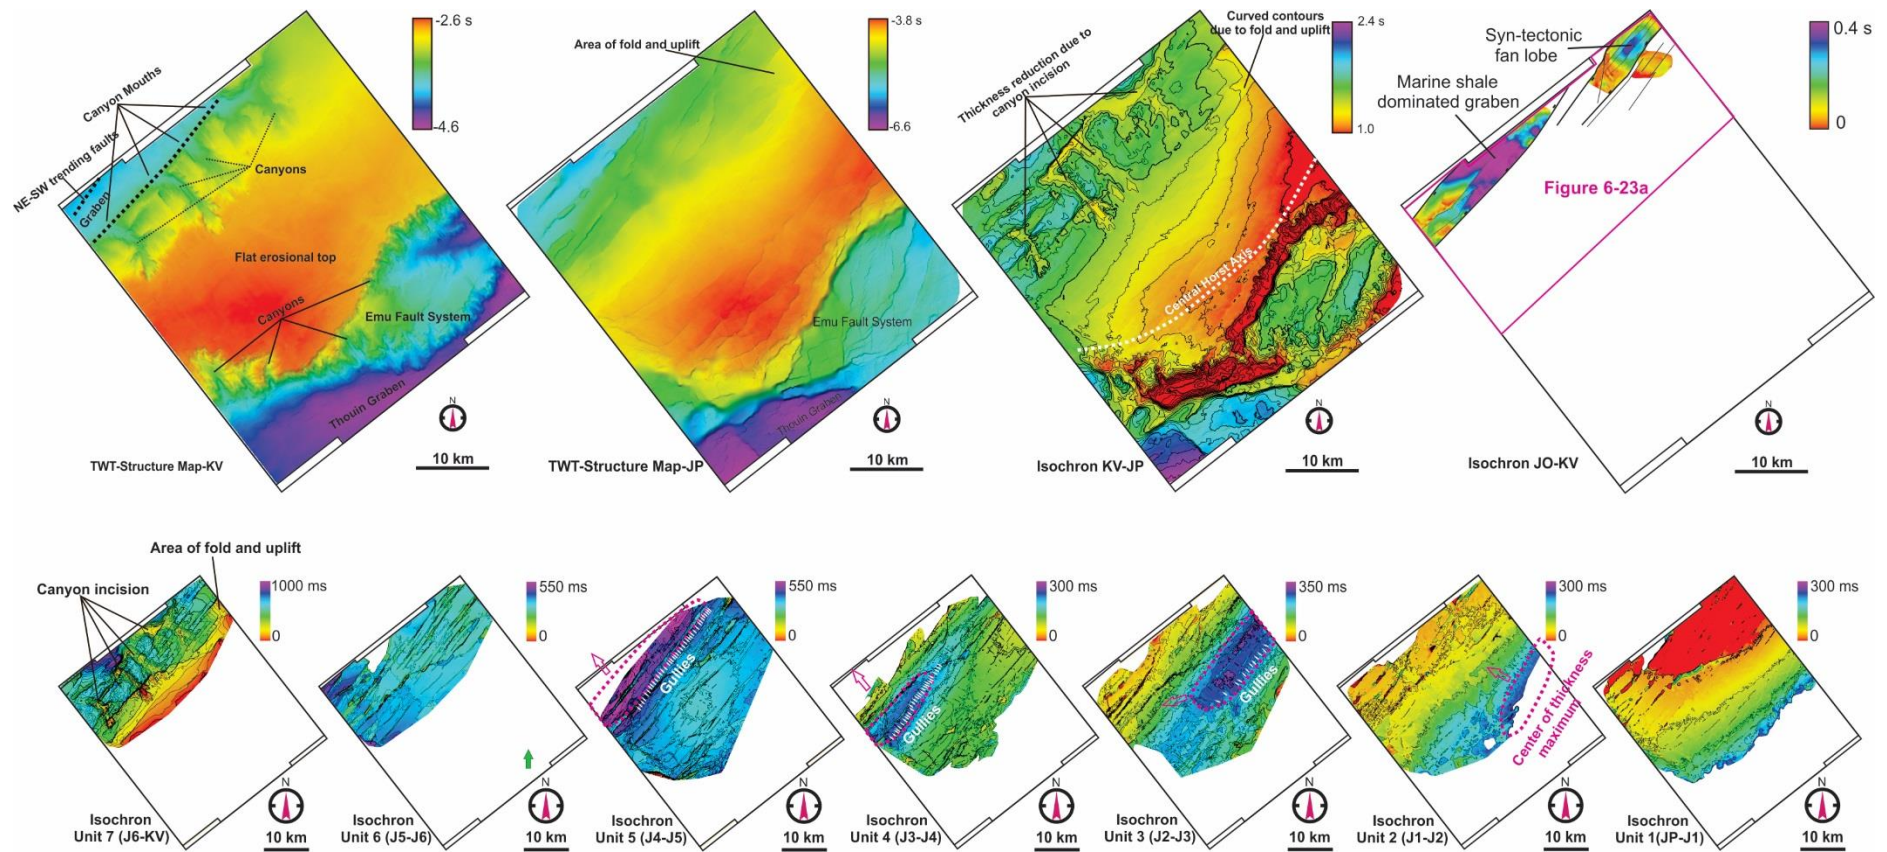 -2.6 s
-4.6
Canyon Mouths
NE-SW trending faults
Graben
Canyons
Flat erosional top
Canyons
Emu Fault System
Thouin Graben
N
TWT-Structure Map-KV
10 km
Area of fold and uplift
-3.8 s
-6.6
Emu Fault System
Thouin Graben
N
TWT-Structure Map-JP
10 km
Thickness reduction due to
canyon incision
Curved contours
due to fold and uplift
2.4 s
1.0
Central Horst Axis
N
Isochron KV-JP
10 km
Syn-tectonic
fan lobe
Marine shale
dominated graben
0.4 s
0
Figure 6-23a
N
Isochron JO-KV
10 km
Area of fold and uplift
Canyon incision
1000 ms
0
N
Isochron
Unit 7 (J6-KV)
10 km
550 ms
0
N
Isochron
Unit 6 (J5-J6)
10 km
550 ms
0
Gullies
N
Isochron
Unit 5 (J4-J5)
10 km
300 ms
0
Gullies
N
Isochron
Unit 4 (J3-J4)
10 km
350 ms
0
Gullies
N
Isochron
Unit 3 (J2-J3)
10 km
300 ms
0
Center of thickness
maximum
N
Isochron
Unit 2 (J1-J2)
10 km
300 ms
0
N
Isochron
Unit 1(JP-J1)
10 km